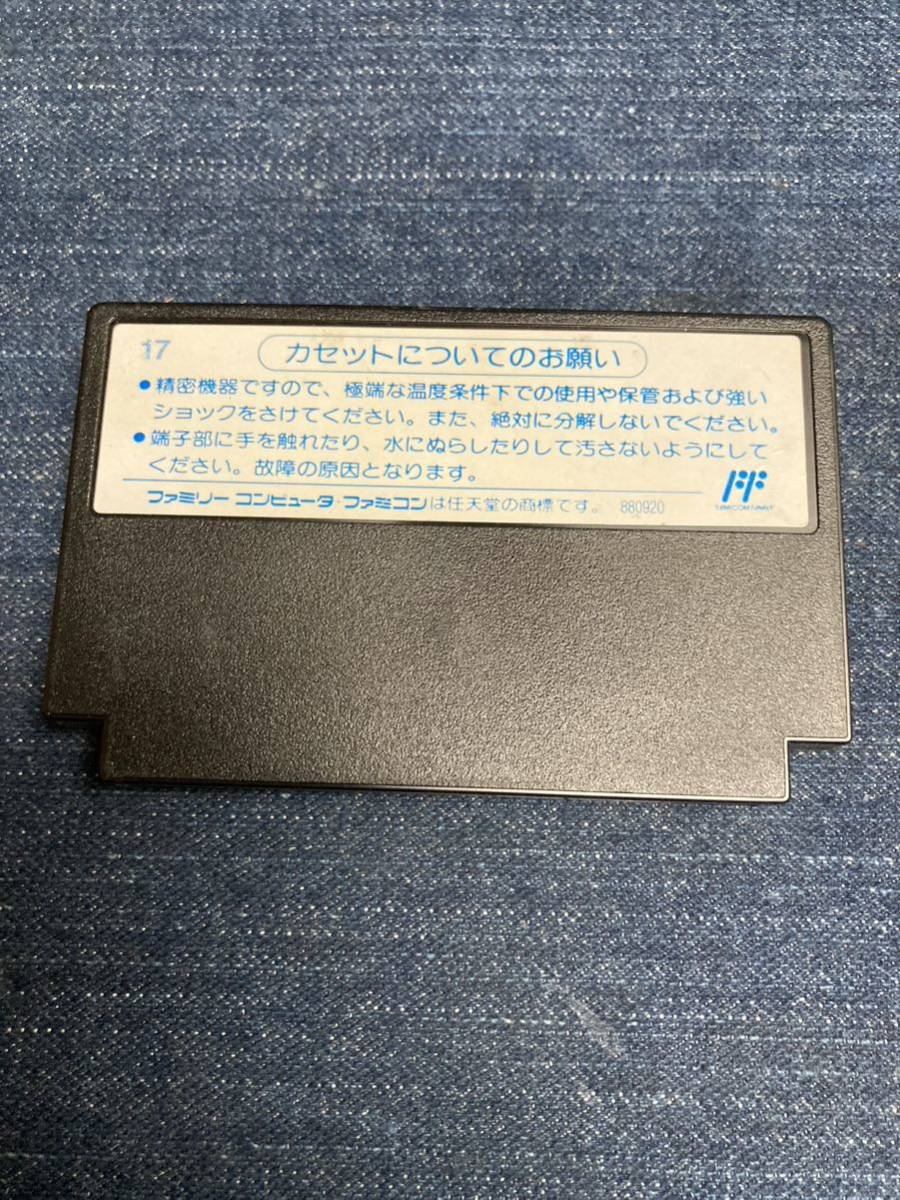 17
カセットについてのお願い
●精密機器ですので、極端な温度条件下での使用や保管および強い
ショックをさけてください。また、絶対に分解しないでください。
●端子部に手を触れたり、水にぬらしたりして汚さないようにして
ください。故障の原因となります。
ファミリーコンピュータ・ファミコンは任天堂の商標です。 880920